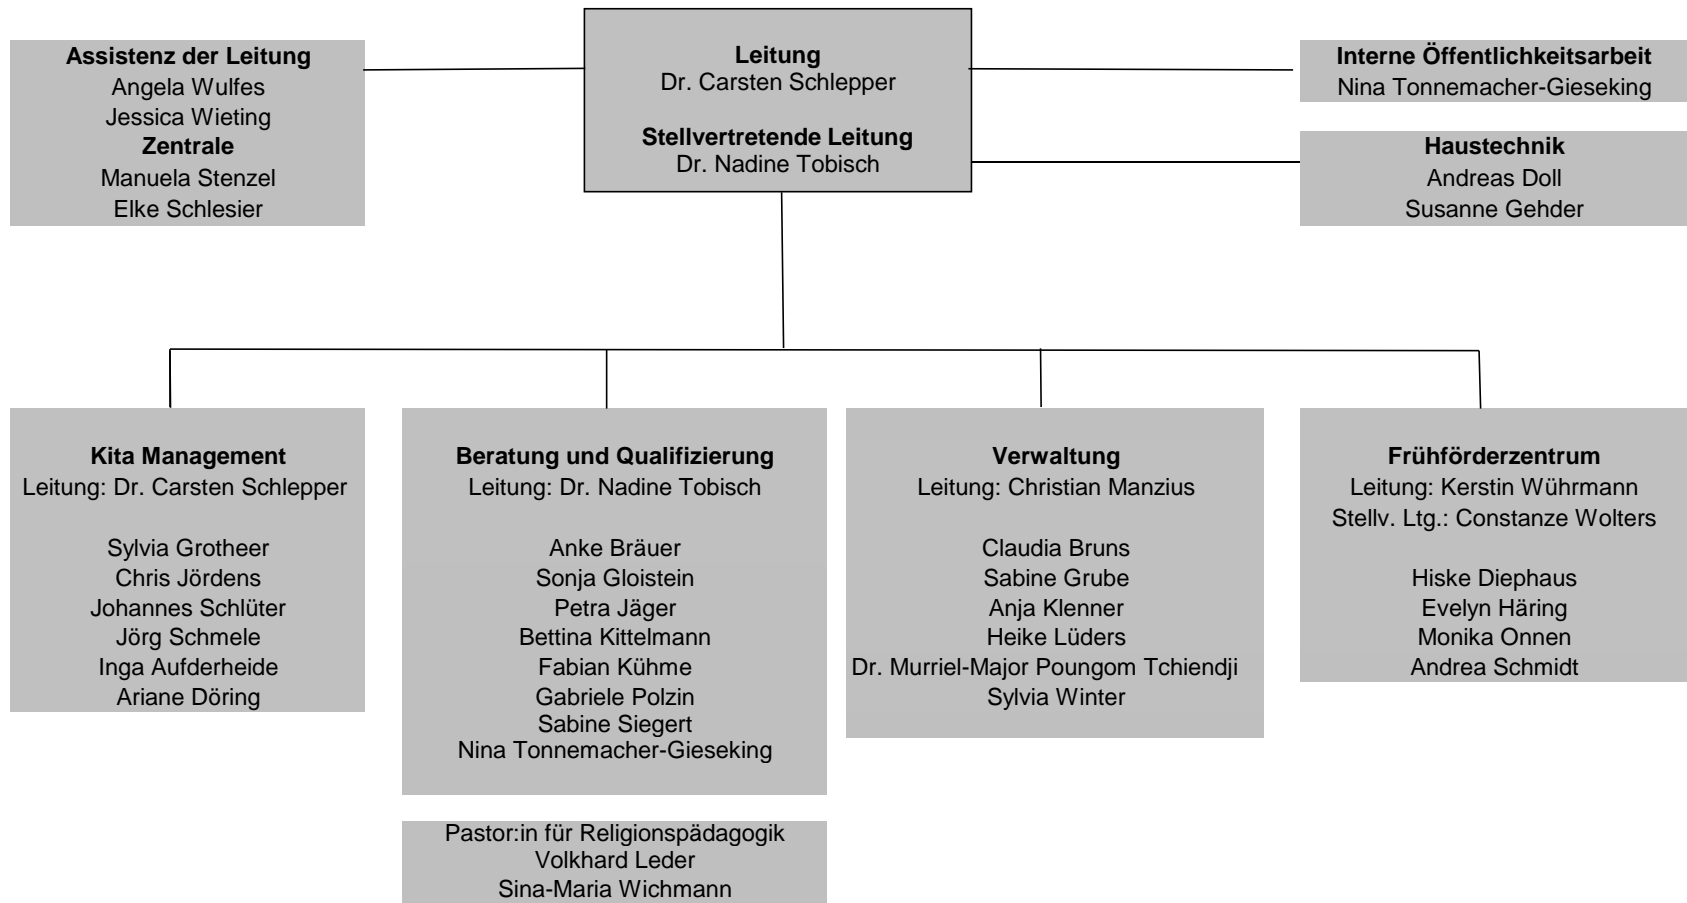 Assistenz der Leitung
Angela Wulfes
Jessica Wieting
Zentrale
Manuela Stenzel
Elke Schlesier
Leitung
Dr. Carsten Schlepper
Stellvertretende Leitung
Dr. Nadine Tobisch
Interne Öffentlichkeitsarbeit
Nina Tonnemacher-Gieseking
Haustechnik
Andreas Doll
Susanne Gehder
Kita Management
Leitung: Dr. Carsten Schlepper
Sylvia Grotheer
Chris Jördens
Johannes Schlüter
Jörg Schmele
Inga Aufderheide
Ariane Döring
Beratung und Qualifizierung
Leitung: Dr. Nadine Tobisch
Anke Bräuer
Sonja Gloistein
Petra Jäger
Bettina Kittelmann
Fabian Kühme
Gabriele Polzin
Sabine Siegert
Nina Tonnemacher-Gieseking
Pastor:in für Religionspädagogik
Volkhard Leder
Sina-Maria Wichmann
Verwaltung
Leitung: Christian Manzius
Claudia Bruns
Sabine Grube
Anja Klenner
Heike Lüders
Dr. Murriel-Major Poungom Tchiendji
Sylvia Winter
Frühförderzentrum
Leitung: Kerstin Wührmann
Stellv. Ltg.: Constanze Wolters
Hiske Diephaus
Evelyn Häring
Monika Onnen
Andrea Schmidt